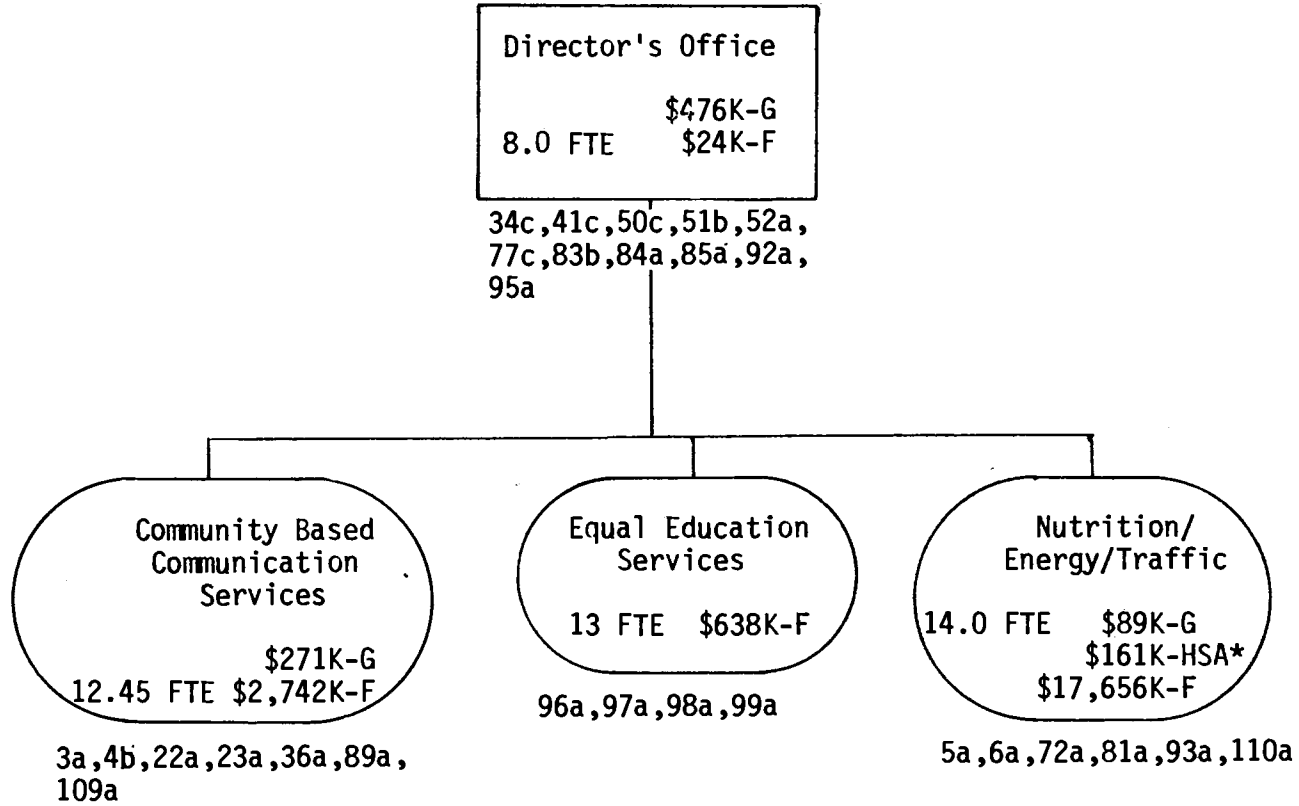 Director's Office
$476K-G
8.0 FTE $24K-F
34c,41c,50c,51b,52a,
77c,83b,84a,85a,92a,
95a
Community Based
Communication
Services
$271K-G
12.45 FTE $2,742K-F
3a,4b,22a,23a,36a,89a,
109a
Equal Education
Services
13 FTE $638K-F
96a,97a,98a,99a
Nutrition/
Energy/Traffic
14.0 FTE $89K-G
$161K-HSA*
$17,656K-F
5a,6a,72a,81a,93a,110a